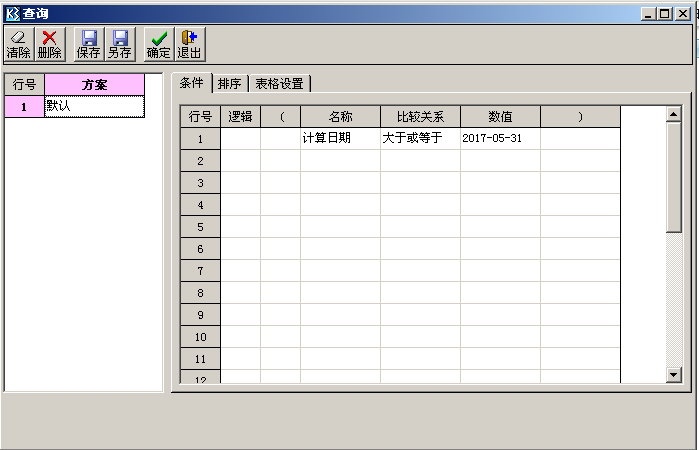 查询
清除 删除 保存 另存 确定 退出
行号 方案
1 默认
条件 排序 表格设置
行号 逻辑 ( 名称 比较关系 数值 )
1 计算日期 大于或等于 2017-05-31
2
3
4
5
6
7
8
9
10
11
12